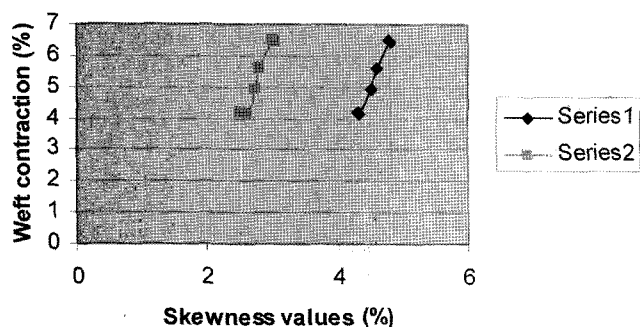 Weft contraction (%)
7
6
5
4
3
2
1
0
0 2 4 6
Skewness values (%)
Series1
Series2